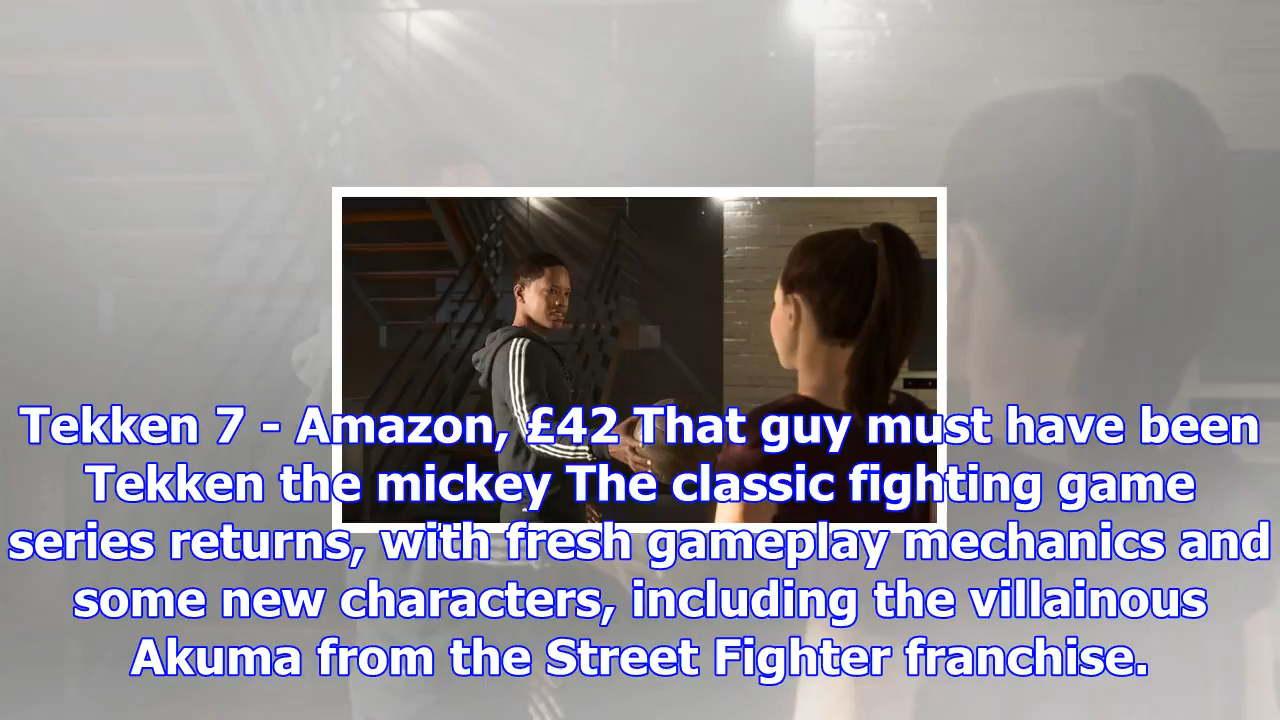 Tekken 7 - Amazon, £42 That guy must have been
Tekken the mickey The classic fighting game
series returns, with fresh gameplay mechanics and
some new characters, including the villainous
Akuma from the Street Fighter franchise.